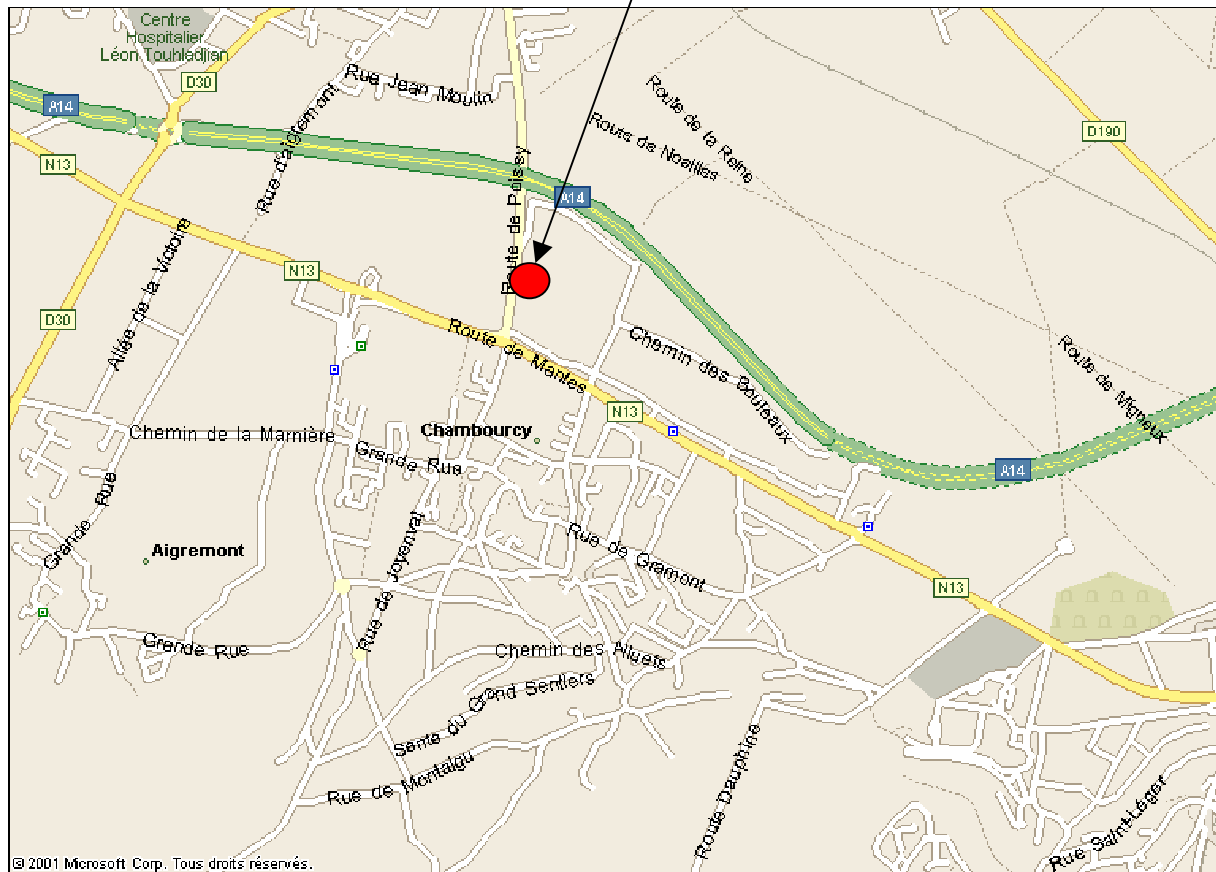 Centre
Hospitalier
Léon Touhladjian
D30
Rue Jean Moulin
A14
N13
Rue d'aigremont
Route de Poissy
Route de la Reine
Route de Noailles
D190
A14
Allée de la Victoire
N13
D30
Route de Mantes
Chemin des Bouteaux
Route de Migneux
N13
Chambourcy
Chemin de la Marnière
Grande Rue
A14
Grande Rue
Aigremont
Rue de Joyenval
Rue de Gramont
N13
Grande Rue
Chemin des Alluets
Sente du Grand Sentiers
Rue de Montaigu
Route Dauphine
Rue Saint-Léger
© 2001 Microsoft Corp. Tous droits réservés.